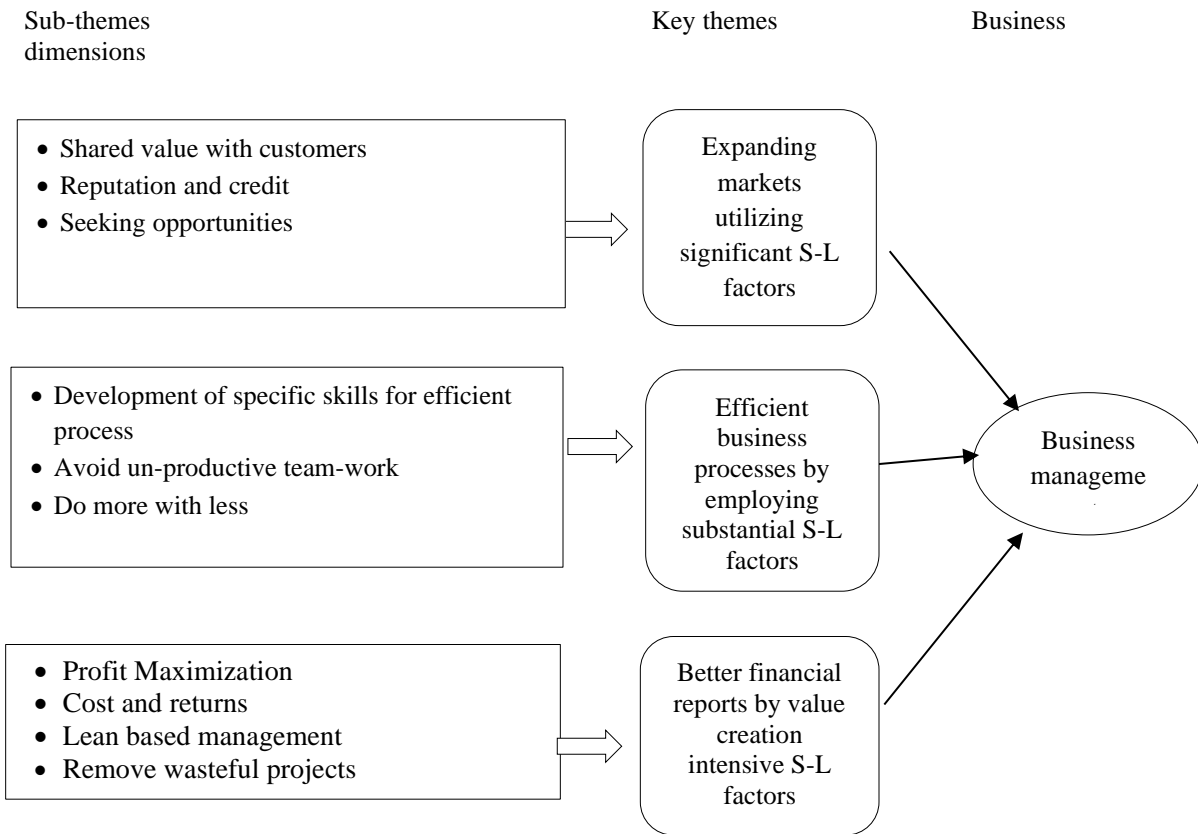 Sub-themes
dimensions
Key themes
Business
• Shared value with customers
• Reputation and credit
• Seeking opportunities
Expanding
markets
utilizing
significant S-L
factors
• Development of specific skills for efficient
process
• Avoid un-productive team-work
• Do more with less
Efficient
business
processes by
employing
substantial S-L
factors
Business
manageme
• Profit Maximization
• Cost and returns
• Lean based management
• Remove wasteful projects
Better financial
reports by value
creation
intensive S-L
factors